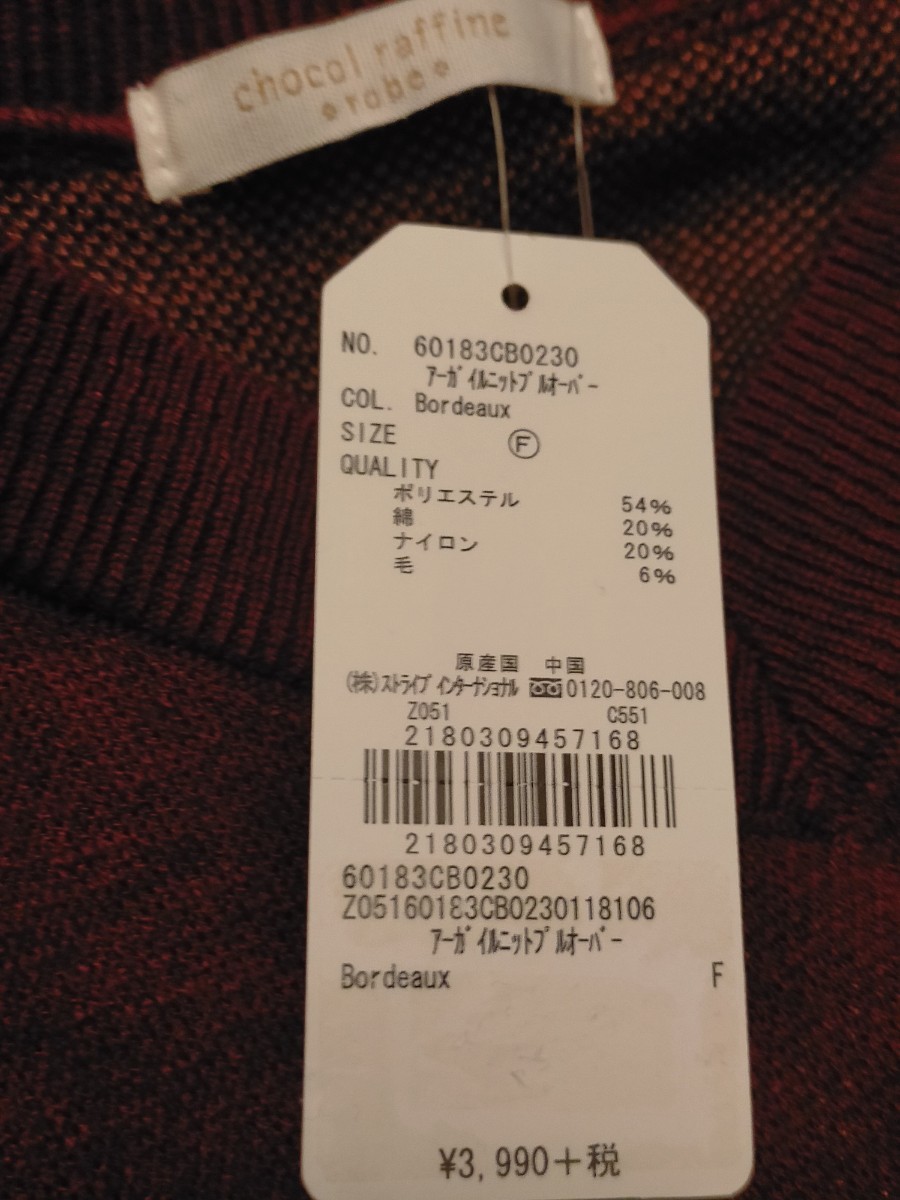 chocol raffine
robe
NO. 60183CB0230
ｱｰｶﾞｲﾙﾆｯﾄﾌﾟﾙｵｰﾊﾞｰ
COL. Bordeaux
SIZE Ⓕ
QUALITY
ポリエステル 54%
綿 20%
ナイロン 20%
毛 6%
原産国 中国
(株)ｽﾄﾗｲﾌﾟｲﾝﾀｰﾅｼｮﾅﾙ 0120-806-008
Z051 C551
2180309457168
2180309457168
60183CB0230
Z05160183CB0230118106
ｱｰｶﾞｲﾙﾆｯﾄﾌﾟﾙｵｰﾊﾞｰ
Bordeaux F
¥3,990+税